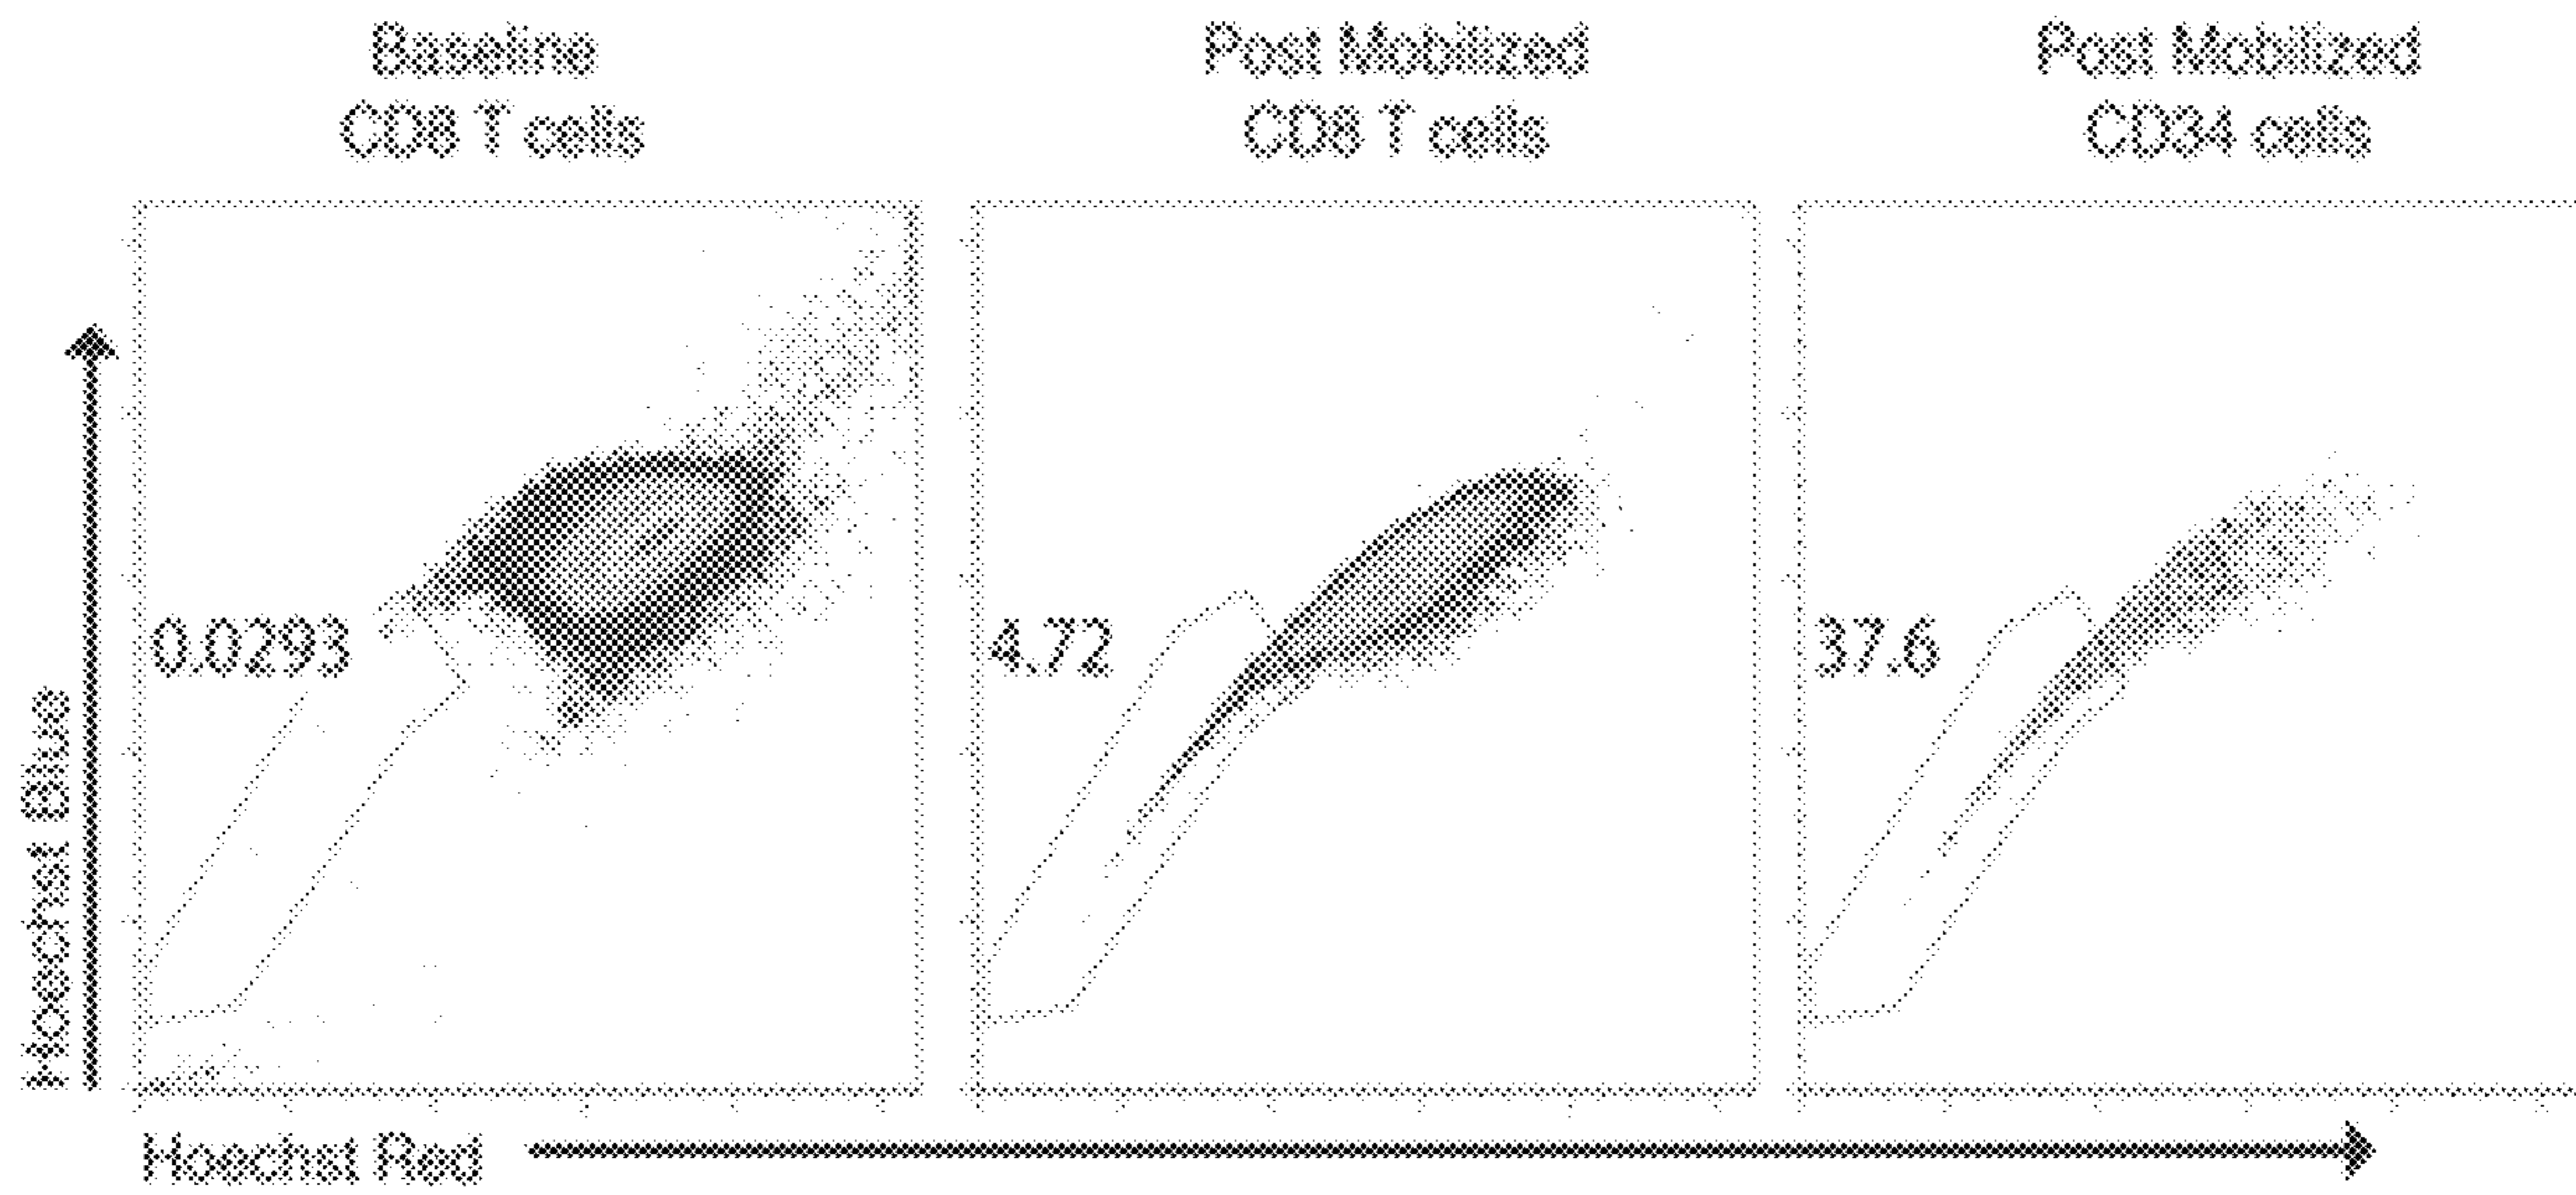 Baseline
CD8 T cells
Post Mobilized
CD8 T cells
Post Mobilized
CD34 cells
0.0293
4.72
37.6
Hoechst Blue
Hoechst Red